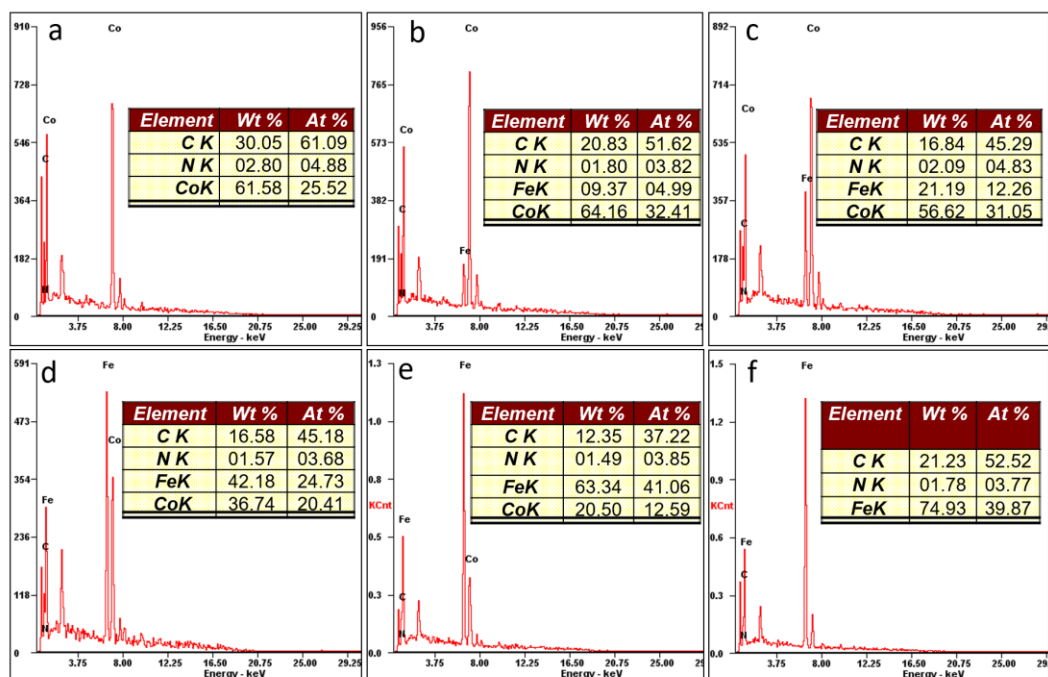 a
910
728
546
364
182
0
Co
Co
C
N
3.75 8.00 12.25 16.50 20.75 25.00 29.25
Energy - keV
Element Wt % At %
C K 30.05 61.09
N K 02.80 04.88
CoK 61.58 25.52
b
956
765
573
382
191
0
Co
Co
C
N
Fe
3.75 8.00 12.25 16.50 20.75 25.00 29.25
Energy - keV
Element Wt % At %
C K 20.83 51.62
N K 01.80 03.82
FeK 09.37 04.99
CoK 64.16 32.41
c
892
714
535
357
178
0
Co
Co
Fe
C
N
3.75 8.00 12.25 16.50 20.75 25.00 29.
Energy - keV
Element Wt % At %
C K 16.84 45.29
N K 02.09 04.83
FeK 21.19 12.26
CoK 56.62 31.05
d
591
473
354
236
118
0
Fe
Co
Fe
C
N
3.75 8.00 12.25 16.50 20.75 25.00 29.25
Energy - keV
Element Wt % At %
C K 16.58 45.18
N K 01.57 03.68
FeK 42.18 24.73
CoK 36.74 20.41
e
1.3
1.0
0.8
KCnt
0.5
0.3
0.0
Fe
Fe
Co
C
N
3.75 8.00 12.25 16.50 20.75 25.00 29.25
Energy - keV
Element Wt % At %
C K 12.35 37.22
N K 01.49 03.85
FeK 63.34 41.06
CoK 20.50 12.59
f
1.5
1.2
0.9
KCnt
0.6
0.3
0.0
Fe
Fe
C
N
3.75 8.00 12.25 16.50 20.75 25.00 29.
Energy - keV
Element Wt % At %
C K 21.23 52.52
N K 01.78 03.77
FeK 74.93 39.87